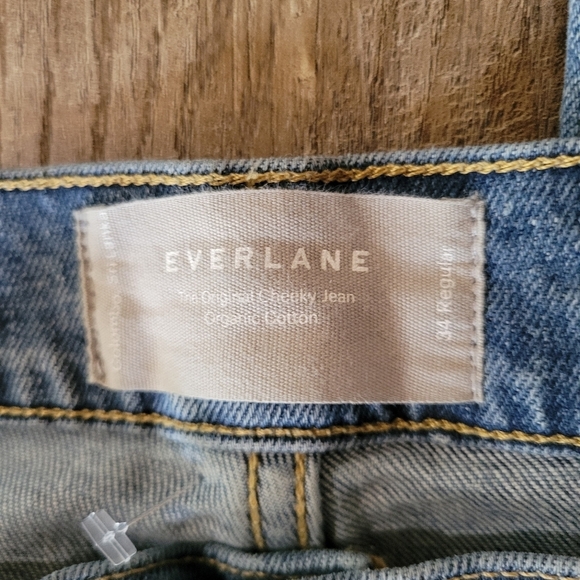 EVERLANE
The Original Cheeky Jean
Organic Cotton
34 Regular